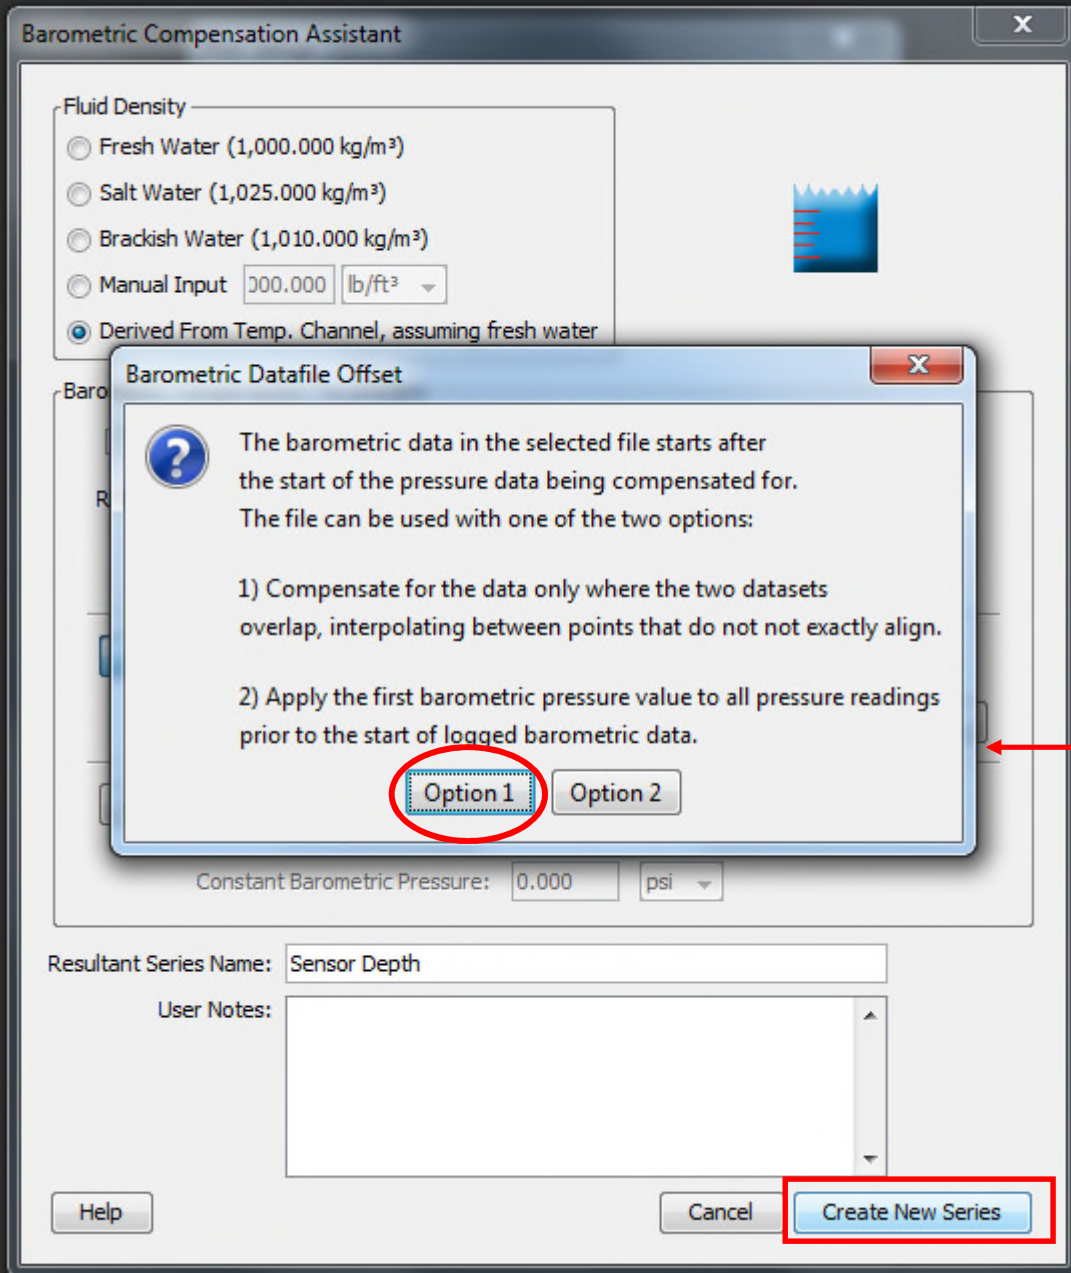 Barometric Compensation Assistant
X
Fluid Density
Fresh Water (1,000.000 kg/m³)
Salt Water (1,025.000 kg/m³)
Brackish Water (1,010.000 kg/m³)
Manual Input 000.000 lb/ft³
Derived From Temp. Channel, assuming fresh water
Barometric Datafile Offset
X
Baro
R
The barometric data in the selected file starts after
the start of the pressure data being compensated for.
The file can be used with one of the two options:
1) Compensate for the data only where the two datasets
overlap, interpolating between points that do not not exactly align.
2) Apply the first barometric pressure value to all pressure readings
prior to the start of logged barometric data.
Option 1 Option 2
Constant Barometric Pressure: 0.000 psi
Resultant Series Name: Sensor Depth
User Notes:
Help Cancel Create New Series